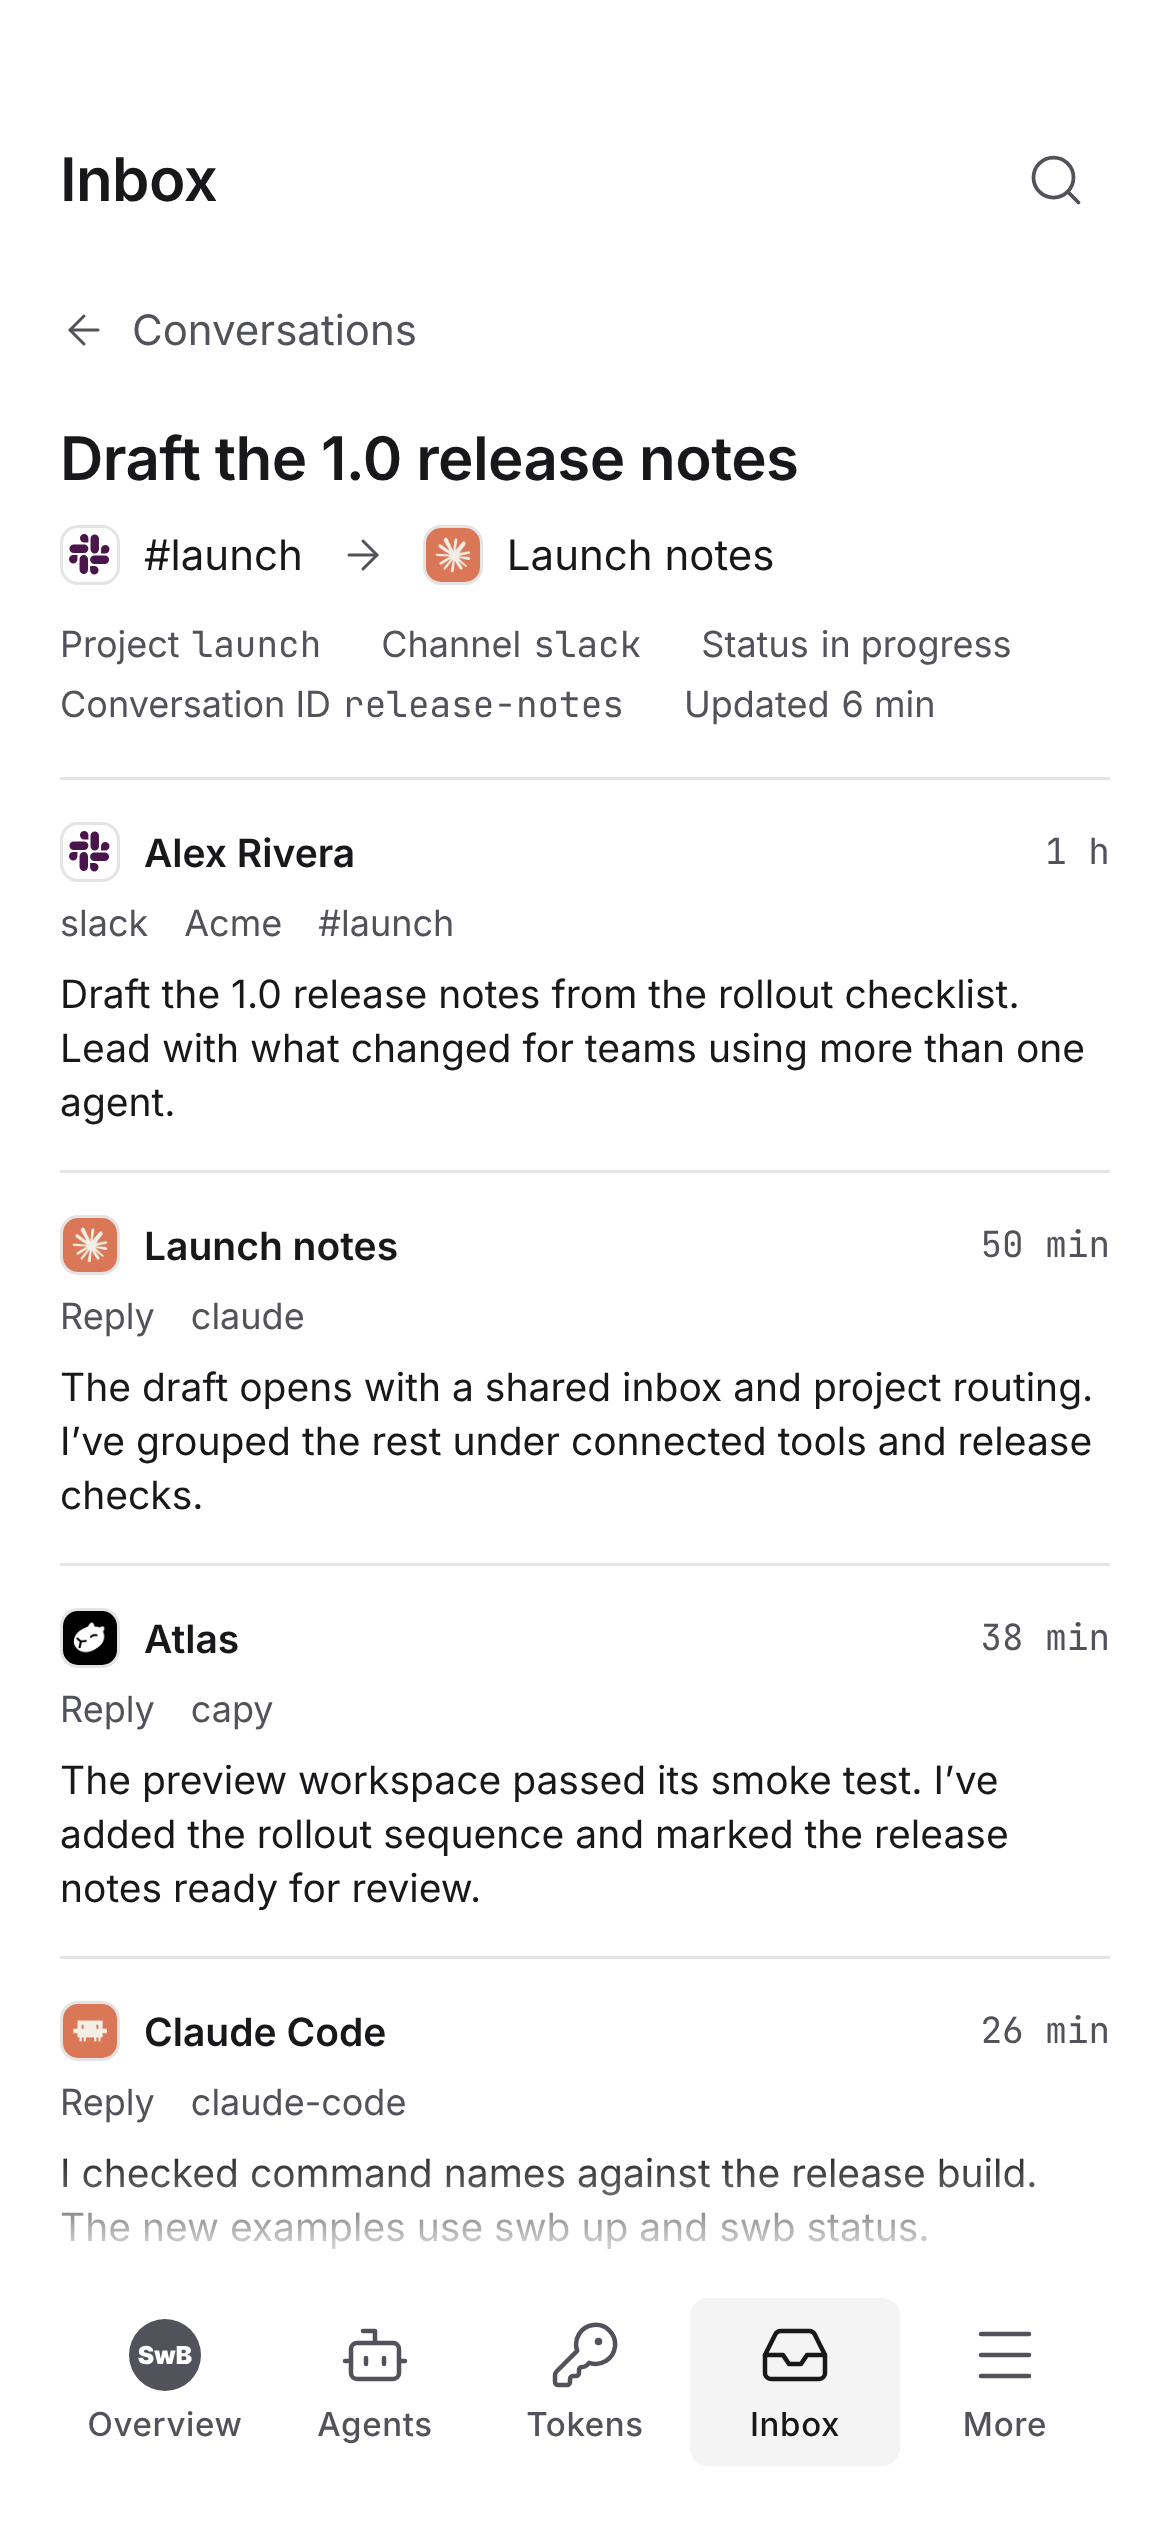 Inbox
Conversations
Draft the 1.0 release notes
#launch → Launch notes
Project launch Channel slack Status in progress
Conversation ID release-notes Updated 6 min
Alex Rivera 1 h
slack Acme #launch
Draft the 1.0 release notes from the rollout checklist.
Lead with what changed for teams using more than one
agent.
Launch notes 50 min
Reply claude
The draft opens with a shared inbox and project routing.
I’ve grouped the rest under connected tools and release
checks.
Atlas 38 min
Reply capy
The preview workspace passed its smoke test. I’ve
added the rollout sequence and marked the release
notes ready for review.
Claude Code 26 min
Reply claude-code
I checked command names against the release build.
The new examples use swb up and swb status.
SwB
Overview Agents Tokens Inbox More